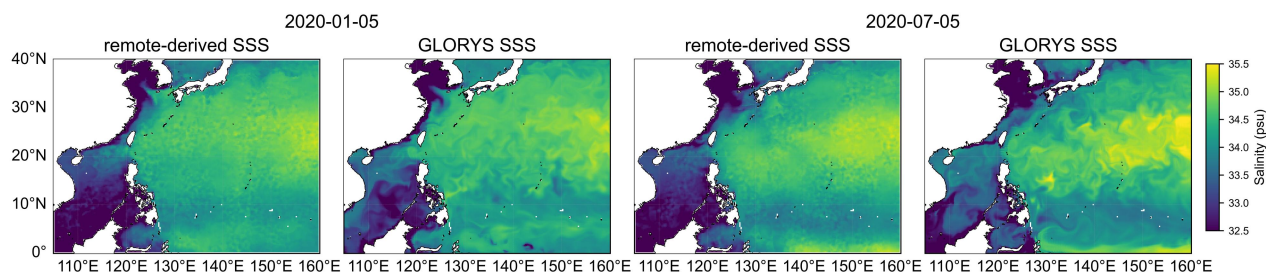 2020-01-05
2020-07-05
remote-derived SSS
GLORYS SSS
remote-derived SSS
GLORYS SSS
40°N
30°N
20°N
10°N
0°
110°E 120°E 130°E 140°E 150°E 160°E
110°E 120°E 130°E 140°E 150°E 160°E
110°E 120°E 130°E 140°E 150°E 160°E
110°E 120°E 130°E 140°E 150°E 160°E
35.5
35.0
34.5
34.0
33.5
33.0
32.5
Salinity (psu)